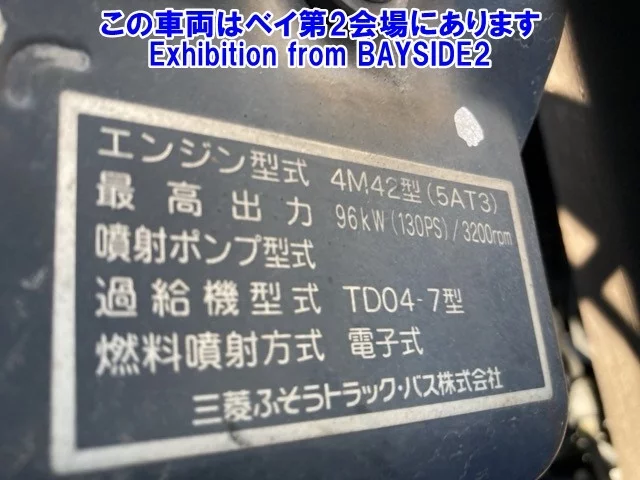 この車両はベイ第2会場にあります
Exhibition from BAYSIDE2
エンジン型式 4M42型(5AT3)
最高出力 96kW(130PS)/3200rpm
噴射ポンプ型式
過給機型式 TD04-7型
燃料噴射方式 電子式
三菱ふそうトラック・バス株式会社